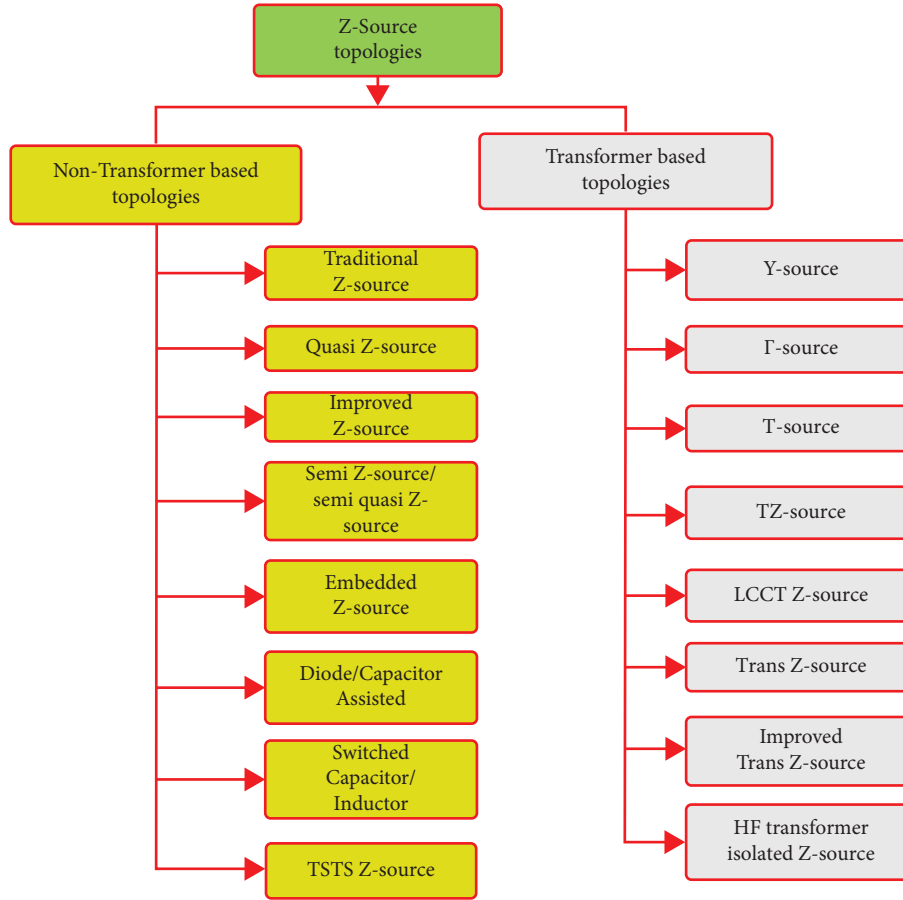 Z-Source
topologies
Non-Transformer based
topologies
Traditional
Z-source
Quasi Z-source
Improved
Z-source
Semi Z-source/
semi quasi Z-
source
Embedded
Z-source
Diode/Capacitor
Assisted
Switched
Capacitor/
Inductor
TSTS Z-source
Transformer based
topologies
Y-source
Γ-source
T-source
TZ-source
LCCT Z-source
Trans Z-source
Improved
Trans Z-source
HF transformer
isolated Z-source